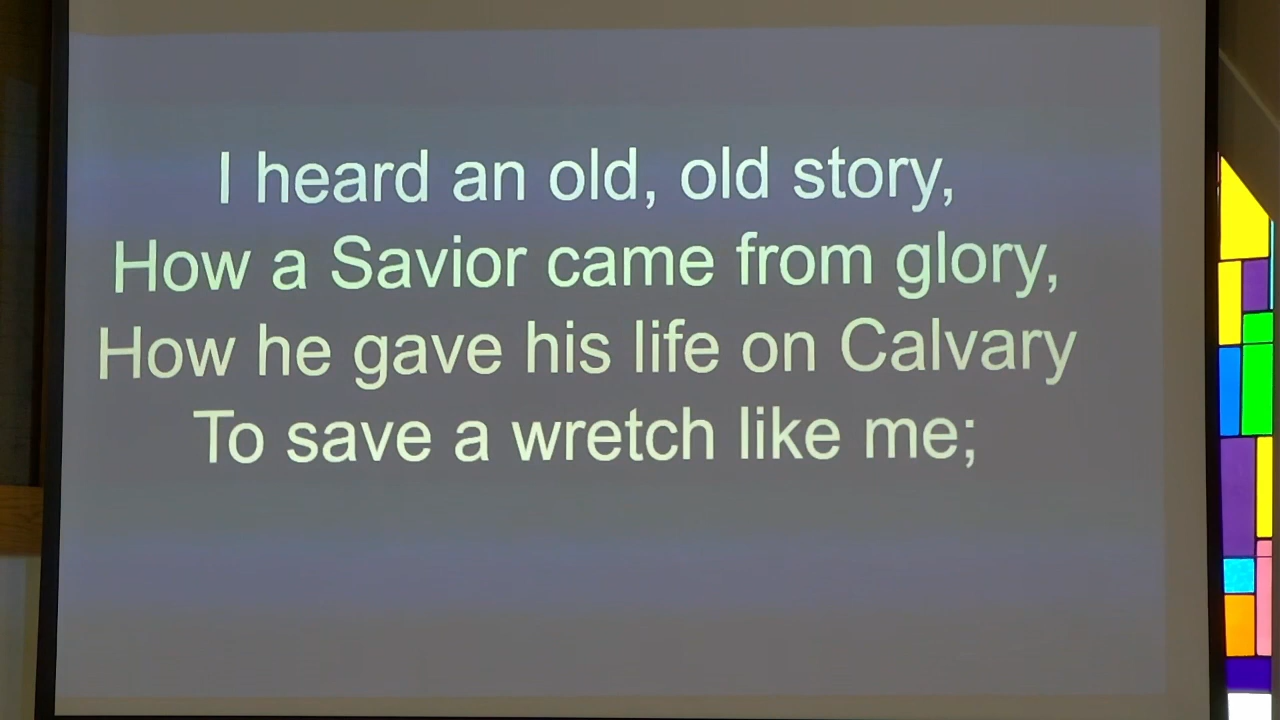 I heard an old, old story,
How a Savior came from glory,
How he gave his life on Calvary
To save a wretch like me;